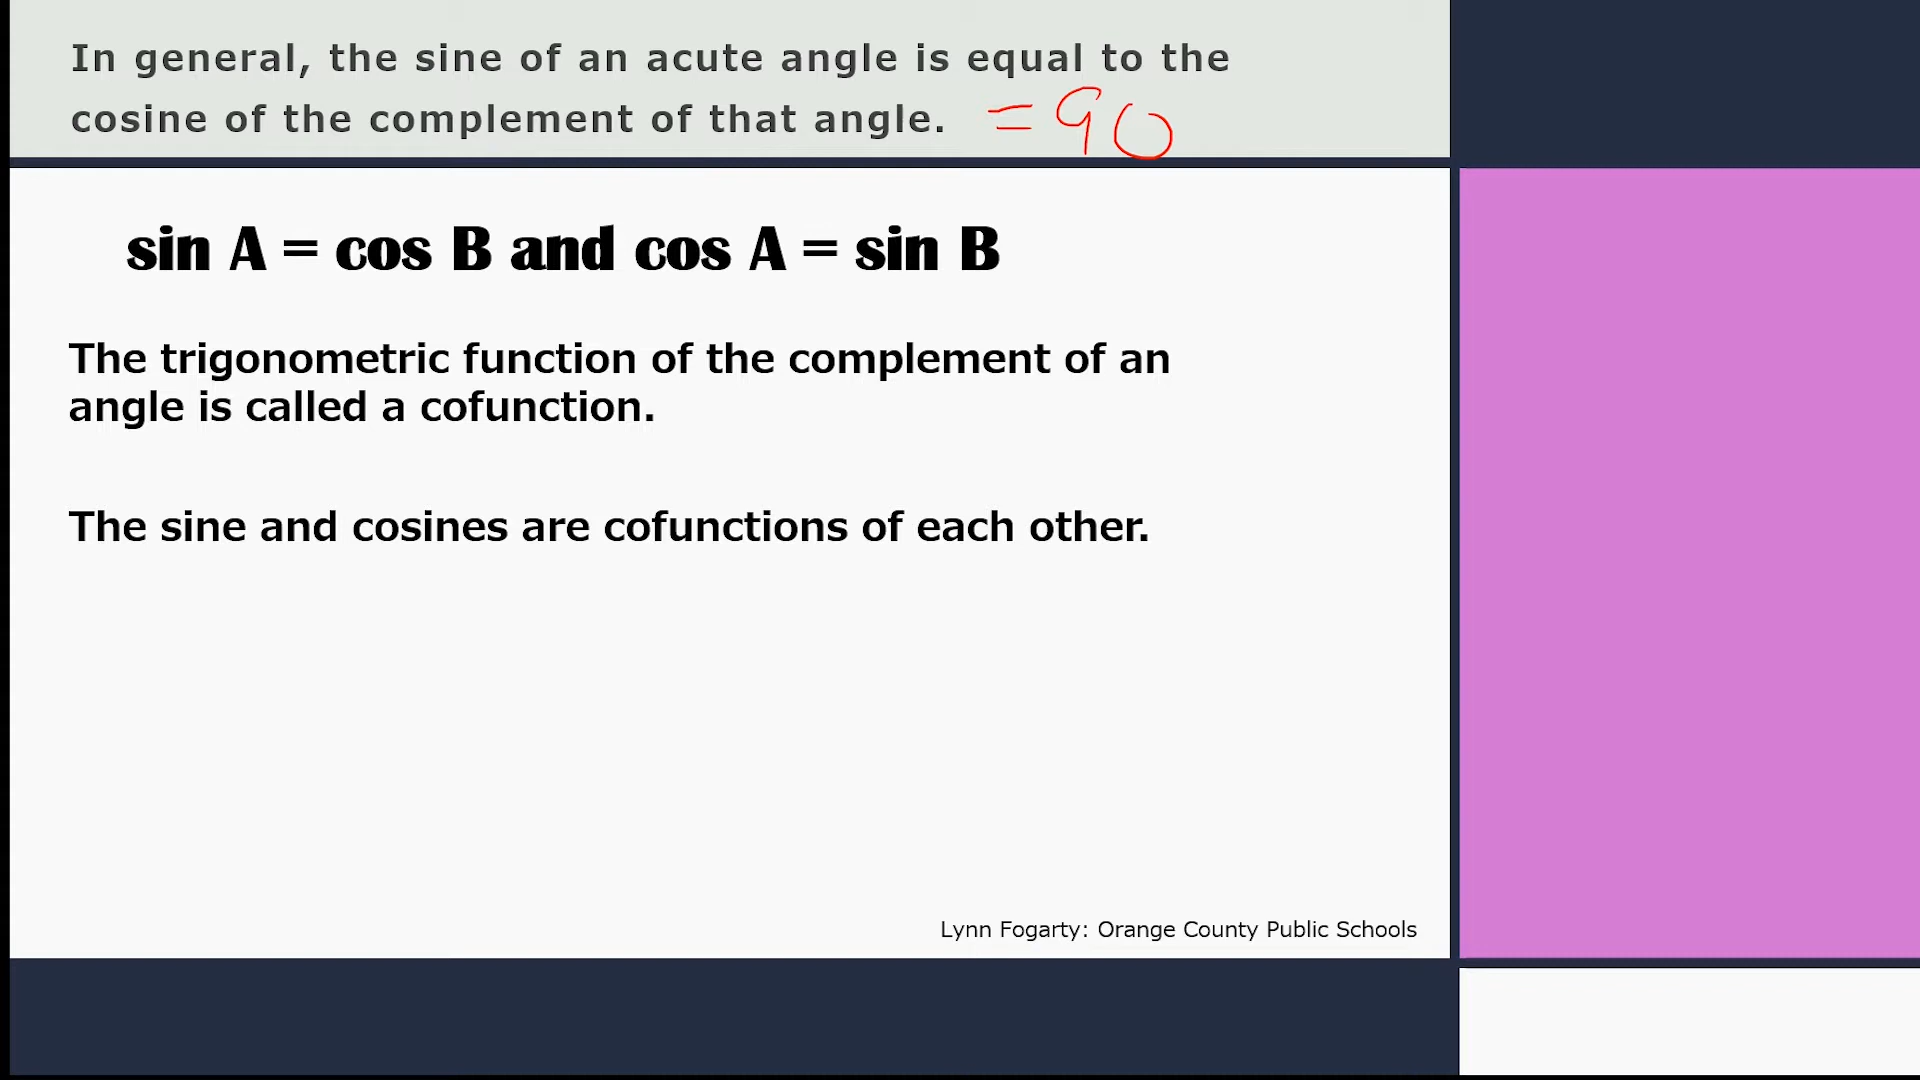 In general, the sine of an acute angle is equal to the
cosine of the complement of that angle. = 90
sin A = cos B and cos A = sin B
The trigonometric function of the complement of an
angle is called a cofunction.
The sine and cosines are cofunctions of each other.
Lynn Fogarty: Orange County Public Schools